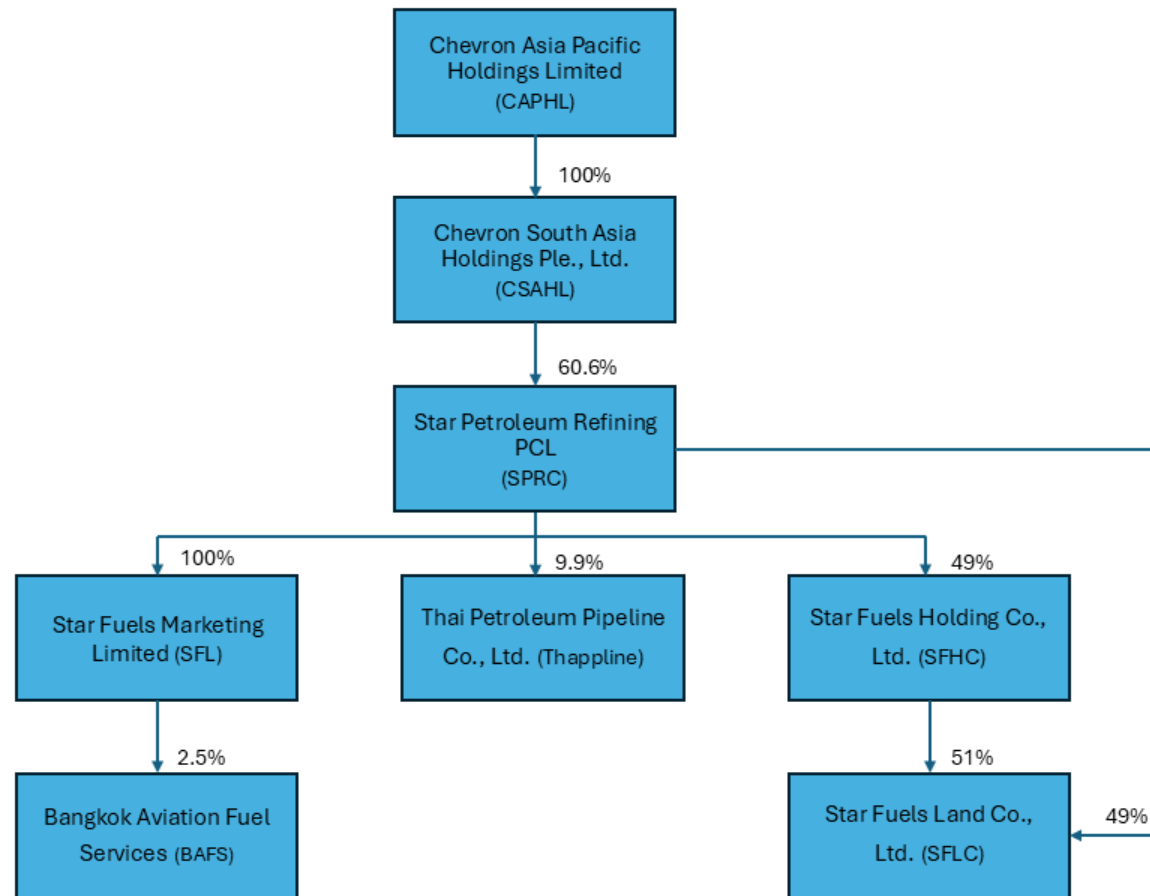 Chevron Asia Pacific
Holdings Limited
(CAPHL)
100%
Chevron South Asia
Holdings Ple., Ltd.
(CSAHL)
60.6%
Star Petroleum Refining
PCL
(SPRC)
100%
9.9%
49%
Star Fuels Marketing
Limited (SFL)
Thai Petroleum Pipeline
Co., Ltd. (Thappline)
Star Fuels Holding Co.,
Ltd. (SFHC)
2.5%
51%
Bangkok Aviation Fuel
Services (BAFS)
Star Fuels Land Co.,
Ltd. (SFLC)
49%